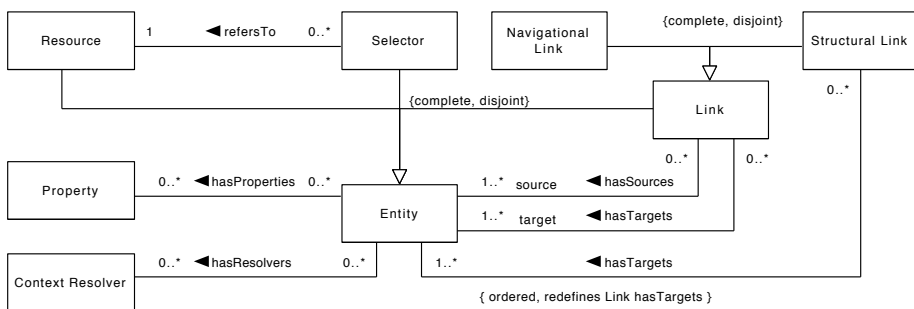 {complete, disjoint}
Resource
1
◀ refersTo
0..*
Selector
Navigational
Link
Structural Link
0..*
{complete, disjoint}
Link
0..*
0..*
Property
0..*
◀ hasProperties
0..*
1..*
source
◀ hasSources
Entity
1..*
target
◀ hasTargets
Context Resolver
0..*
◀ hasResolvers
0..*
1..*
◀ hasTargets
{ ordered, redefines Link hasTargets }